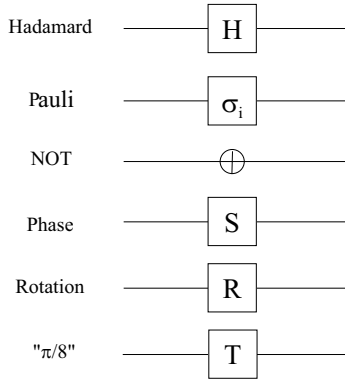 Hadamard H
Pauli σi
NOT
Phase S
Rotation R
"π/8" T